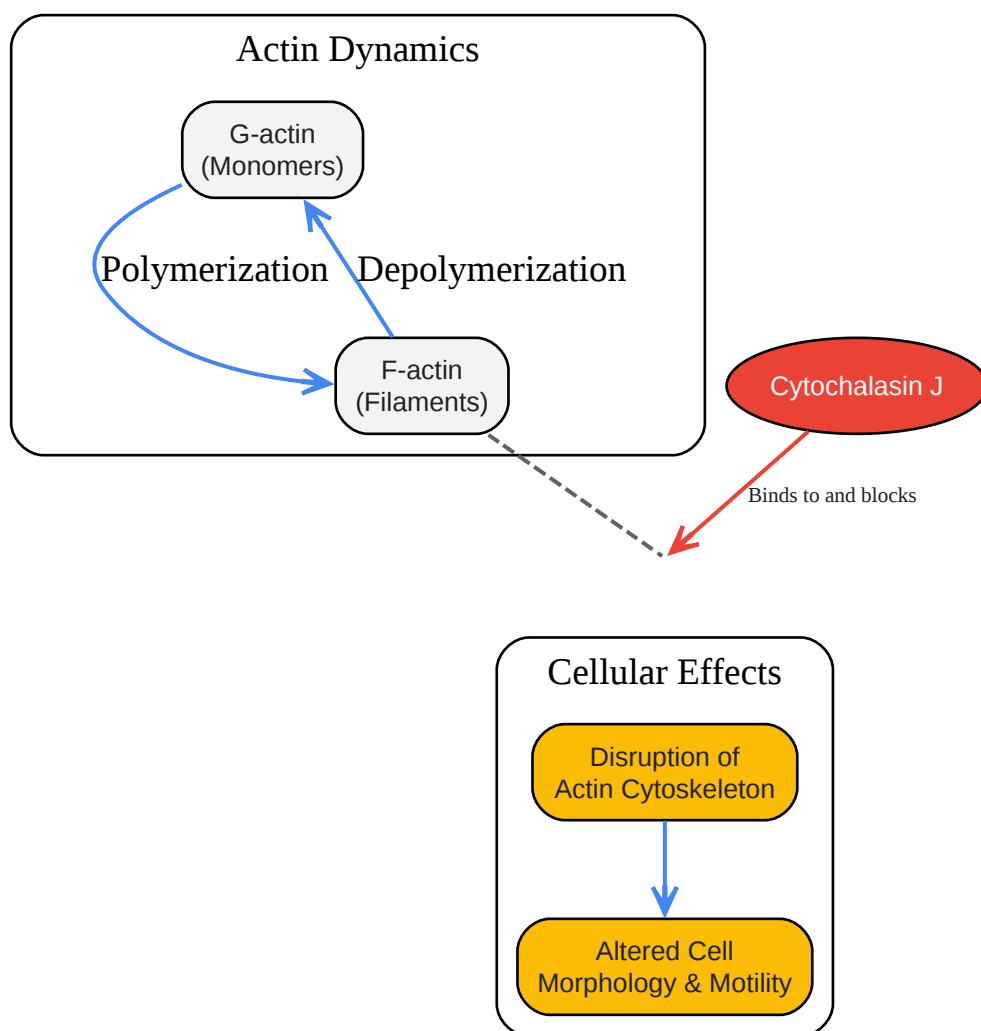 Actin Dynamics
G-actin
(Monomers)
Polymerization
Depolymerization
F-actin
(Filaments)
Cytochalasin J
Binds to and blocks
Cellular Effects
Disruption of
Actin Cytoskeleton
Altered Cell
Morphology & Motility